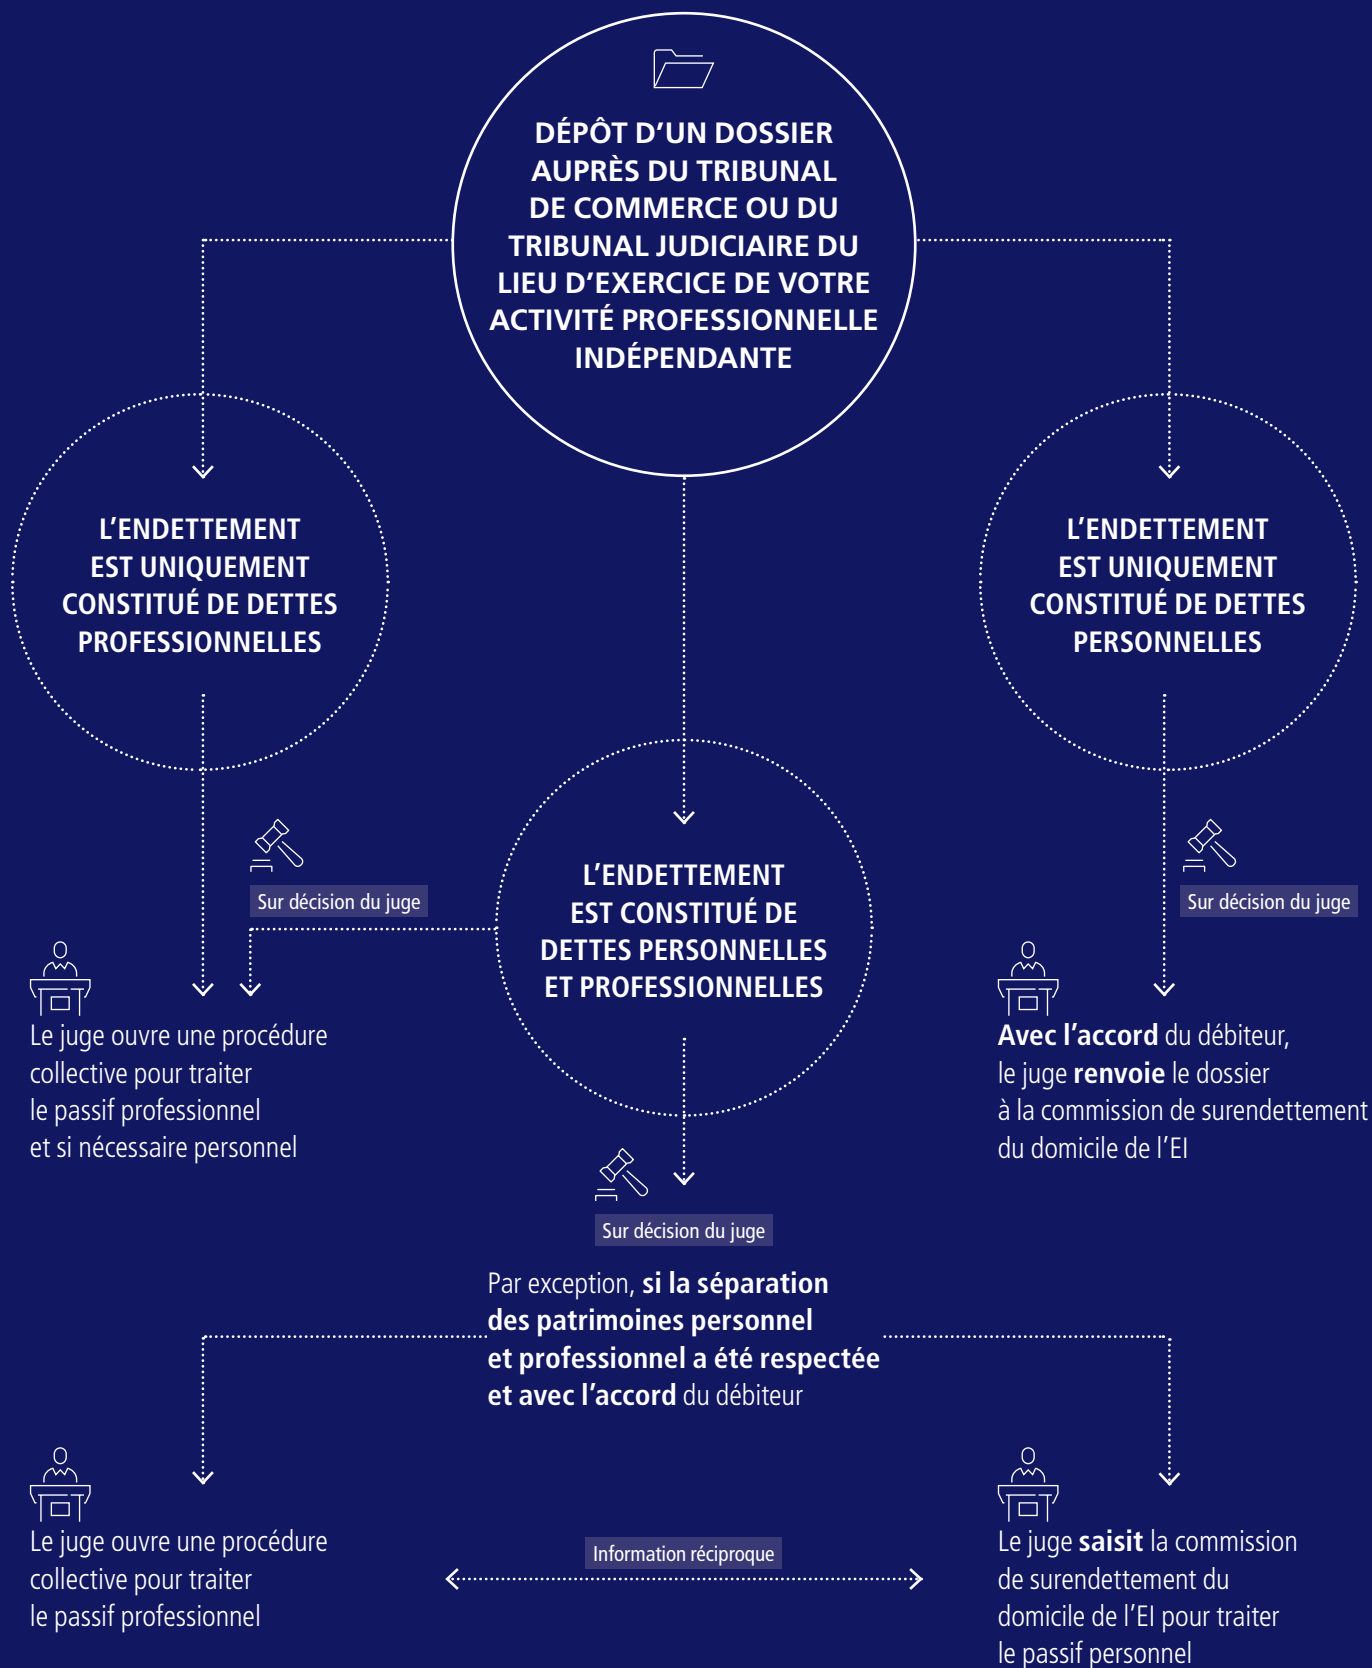 DÉPÔT D’UN DOSSIER
AUPRÈS DU TRIBUNAL
DE COMMERCE OU DU
TRIBUNAL JUDICIAIRE DU
LIEU D’EXERCICE DE VOTRE
ACTIVITÉ PROFESSIONNELLE
INDÉPENDANTE
L’ENDETTEMENT
EST UNIQUEMENT
CONSTITUÉ DE DETTES
PROFESSIONNELLES
L’ENDETTEMENT
EST UNIQUEMENT
CONSTITUÉ DE DETTES
PERSONNELLES
L’ENDETTEMENT
EST CONSTITUÉ DE
DETTES PERSONNELLES
ET PROFESSIONNELLES
Sur décision du juge
Sur décision du juge
Le juge ouvre une procédure
collective pour traiter
le passif professionnel
et si nécessaire personnel
Avec l’accord du débiteur,
le juge renvoie le dossier
à la commission de surendettement
du domicile de l’EI
Sur décision du juge
Par exception, si la séparation
des patrimoines personnel
et professionnel a été respectée
et avec l’accord du débiteur
Le juge ouvre une procédure
collective pour traiter
le passif professionnel
Information réciproque
Le juge saisit la commission
de surendettement du
domicile de l’EI pour traiter
le passif personnel